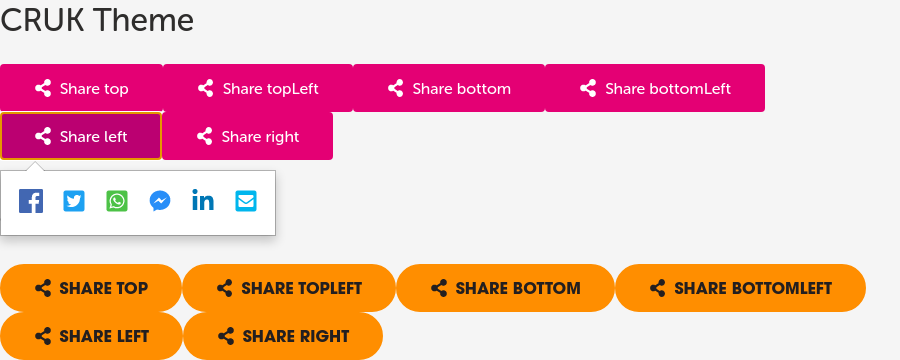 CRUK Theme
Share top Share topLeft Share bottom Share bottomLeft
Share left Share right
SHARE TOP SHARE TOPLEFT SHARE BOTTOM SHARE BOTTOMLEFT
SHARE LEFT SHARE RIGHT